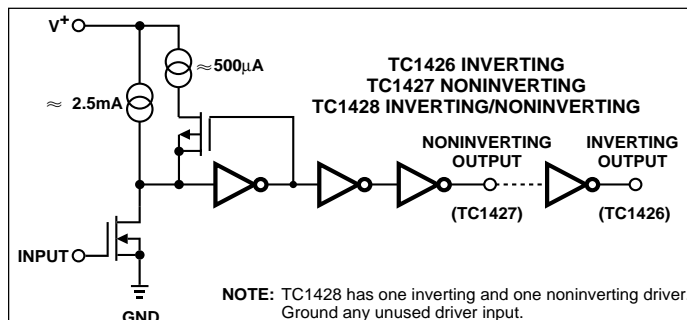 V+
≈500µA
≈ 2.5mA
TC1426 INVERTING
TC1427 NONINVERTING
TC1428 INVERTING/NONINVERTING
NONINVERTING
OUTPUT
INVERTING
OUTPUT
(TC1427)
(TC1426)
INPUT
GND
NOTE: TC1428 has one inverting and one noninverting driver
Ground any unused driver input.